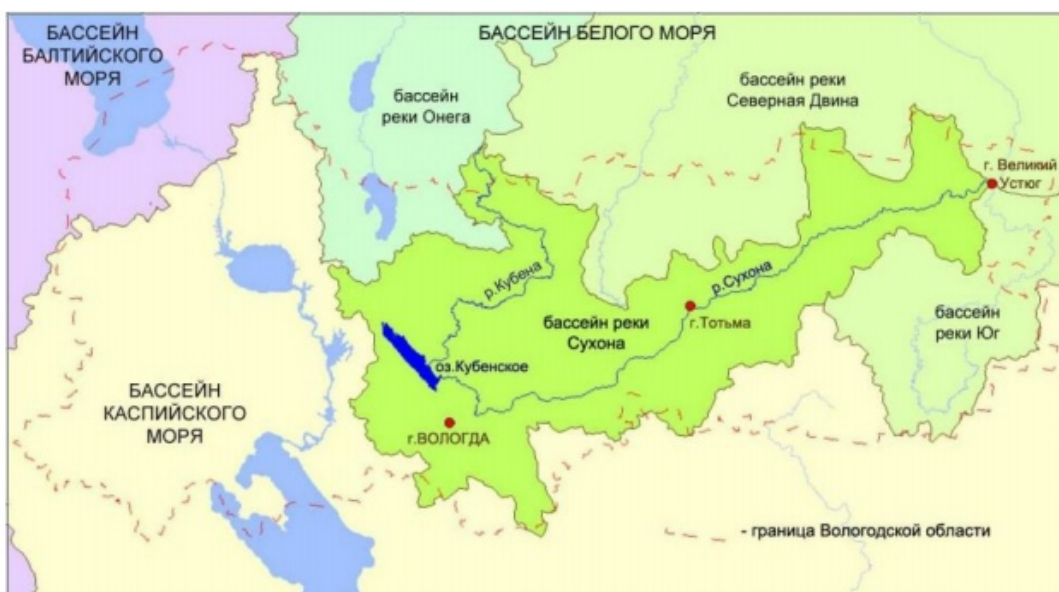 БАССЕЙН
БАЛТИЙСКОГО
МОРЯ
БАССЕЙН БЕЛОГО МОРЯ
бассейн
реки Онега
бассейн реки
Северная Двина
г. Великий
Устюг
р.Кубена
р.Сухона
г.Тотьма
бассейн реки
Сухона
бассейн
реки Юг
оз.Кубенское
БАССЕЙН
КАСПИЙСКОГО
МОРЯ
г.ВОЛОГДА
- граница Вологодской области